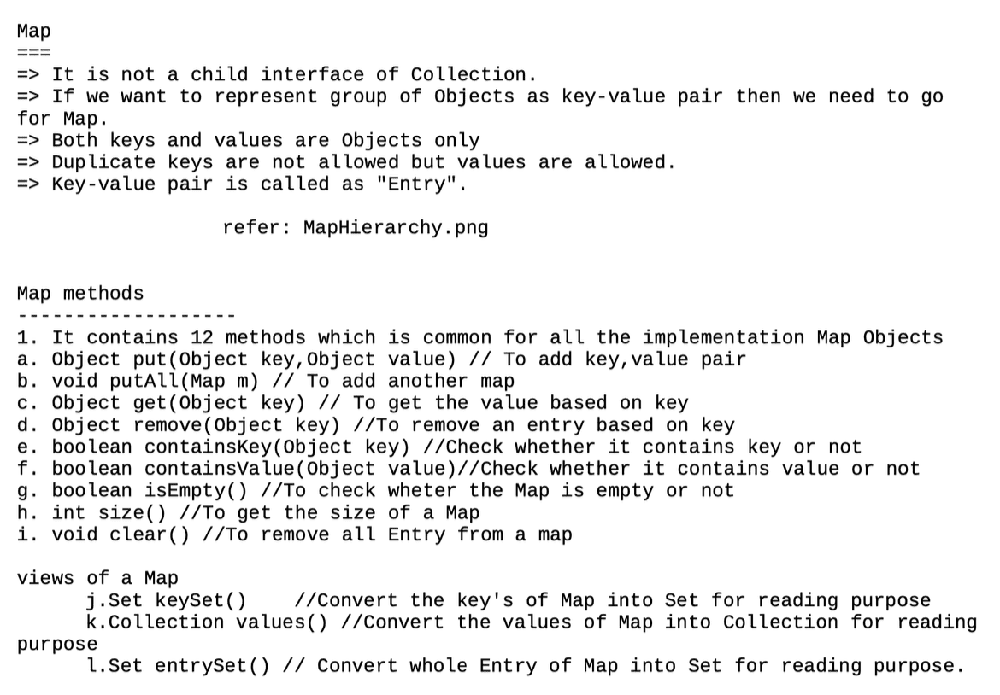 Map
===
=> It is not a child interface of Collection.
=> If we want to represent group of Objects as key-value pair then we need to go
for Map.
=> Both keys and values are Objects only
=> Duplicate keys are not allowed but values are allowed.
=> Key-value pair is called as "Entry".
refer: MapHierarchy.png
Map methods
-------------------
1. It contains 12 methods which is common for all the implementation Map Objects
a. Object put(Object key,Object value) // To add key,value pair
b. void putAll(Map m) // To add another map
c. Object get(Object key) // To get the value based on key
d. Object remove(Object key) //To remove an entry based on key
e. boolean containsKey(Object key) //Check whether it contains key or not
f. boolean containsValue(Object value)//Check whether it contains value or not
g. boolean isEmpty() //To check wheter the Map is empty or not
h. int size() //To get the size of a Map
i. void clear() //To remove all Entry from a map
views of a Map
j.Set keySet()    //Convert the key's of Map into Set for reading purpose
k.Collection values() //Convert the values of Map into Collection for reading
purpose
l.Set entrySet() // Convert whole Entry of Map into Set for reading purpose.